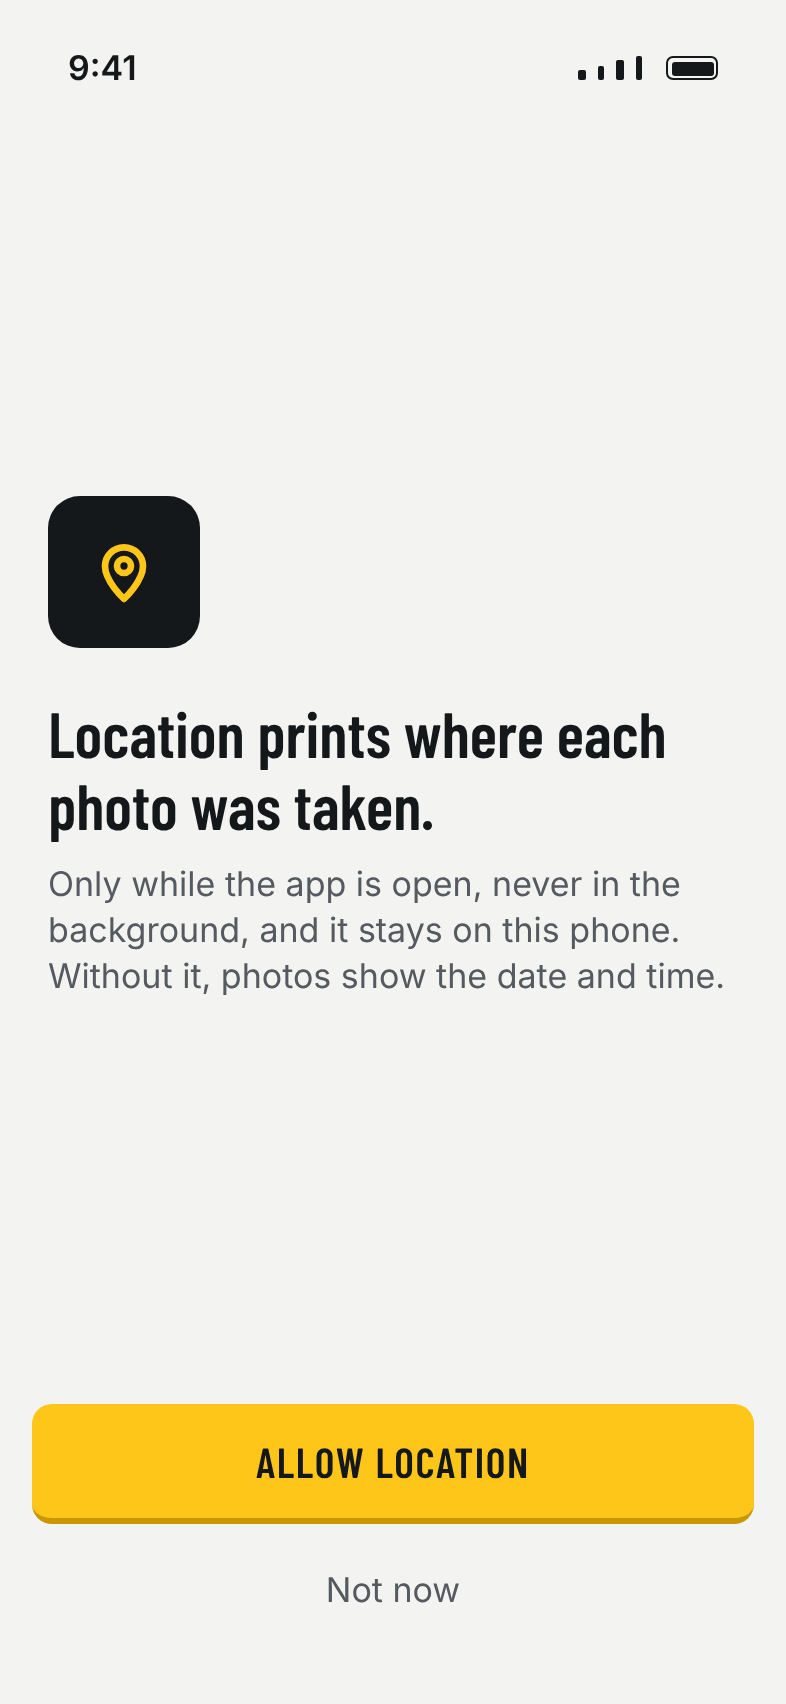 9:41
Location prints where each
photo was taken.
Only while the app is open, never in the
background, and it stays on this phone.
Without it, photos show the date and time.
ALLOW LOCATION
Not now